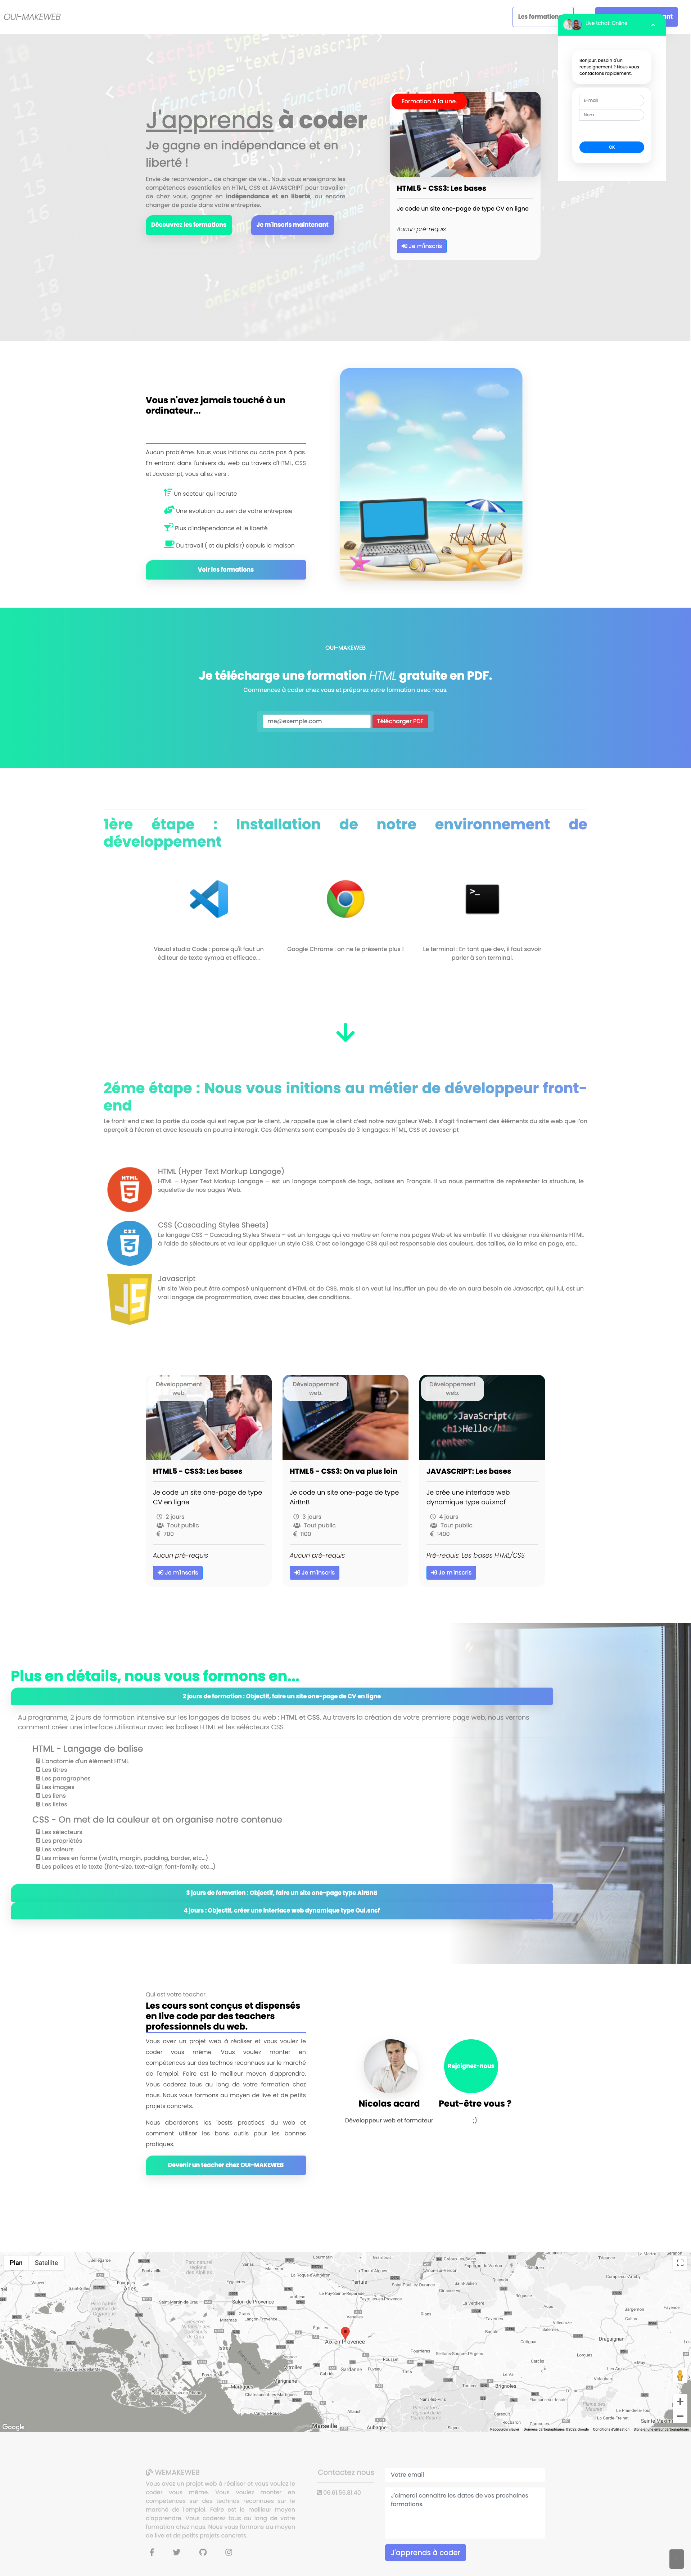 OUI-MAKEWEB
Les formations
Live tchat: Online
Bonjour, besoin d'un
renseignement ? Nous vous
contactons rapidement.
E-mail
Nom
OK
J'apprends à coder
Je gagne en indépendance et en
liberté !
Envie de reconversion... de changer de vie... Nous vous enseignons les
compétences essentielles en HTML, CSS et JAVASCRIPT pour travailler
de chez vous, gagner en indépendance et en liberté, ou encore
changer de poste dans votre entreprise.
Découvrez les formations
Je m'inscris maintenant
Formation à la une.
HTML5 - CSS3: Les bases
Je code un site one-page de type CV en ligne
Aucun pré-requis
Je m'inscris
Vous n'avez jamais touché à un
ordinateur...
Aucun problème. Nous vous initions au code pas à pas.
En entrant dans l'univers du web au travers d'HTML, CSS
et Javascript, vous allez vers :
Un secteur qui recrute
Une évolution au sein de votre entreprise
Plus d'indépendance et le liberté
Du travail ( et du plaisir) depuis la maison
Voir les formations
OUI-MAKEWEB
Je télécharge une formation HTML gratuite en PDF.
Commencez à coder chez vous et préparez votre formation avec nous.
me@exemple.com
Télécharger PDF
1ère étape : Installation de notre environnement de
développement
Visual studio Code : parce qu'il faut un
éditeur de texte sympa et efficace...
Google Chrome : on ne le présente plus !
Le terminal : En tant que dev, il faut savoir
parler à son terminal.
2éme étape : Nous vous initions au métier de développeur front-
end
Le front-end c'est la partie du code qui est reçue par le client. Je rappelle que le client c'est notre navigateur Web. Il s'agit finalement des éléments du site web que l'on
aperçoit à l'écran et avec lesquels on pourra interagir. Ces éléments sont composés de 3 langages: HTML, CSS et Javascript
HTML (Hyper Text Markup Langage)
HTML – Hyper Text Markup Langage – est un langage composé de tags, balises en Français. Il va nous permettre de représenter la structure, le
squelette de nos pages Web.
CSS (Cascading Styles Sheets)
Le langage CSS – Cascading Styles Sheets – est un langage qui va mettre en forme nos pages Web et les embellir. Il va désigner nos éléments HTML
à l'aide de sélecteurs et va leur appliquer un style CSS. C'est ce langage CSS qui est responsable des couleurs, des tailles, de la mise en page, etc...
Javascript
Un site Web peut être composé uniquement d'HTML et de CSS, mais si on veut lui insuffler un peu de vie on aura besoin de Javascript, qui lui, est un
vrai langage de programmation, avec des boucles, des conditions...
Développement
web.
HTML5 - CSS3: Les bases
Je code un site one-page de type
CV en ligne
2 jours
Tout public
€ 700
Aucun pré-requis
Je m'inscris
Développement
web.
HTML5 - CSS3: On va plus loin
Je code un site one-page de type
AirBnB
3 jours
Tout public
€ 1100
Aucun pré-requis
Je m'inscris
Développement
web.
JAVASCRIPT: Les bases
Je crée une interface web
dynamique type oui.sncf
4 jours
Tout public
€ 1400
Pré-requis: Les bases HTML/CSS
Je m'inscris
Plus en détails, nous vous formons en...
2 jours de formation : Objectif, faire un site one-page de CV en ligne
Au programme, 2 jours de formation intensive sur les langages de bases du web : HTML et CSS. Au travers la création de votre premiere page web, nous verrons
comment créer une interface utilisateur avec les balises HTML et les sélécteurs CSS.
HTML - Langage de balise
L'anatomie d'un élément HTML
Les titres
Les paragraphes
Les images
Les liens
Les listes
CSS - On met de la couleur et on organise notre contenue
Les sélecteurs
Les propriétés
Les valeurs
Les mises en forme (width, margin, padding, border, etc...)
Les polices et le texte (font-size, text-align, font-family, etc...)
3 jours de formation : Objectif, faire un site one-page type AirBnB
4 jours : Objectif, créer une interface web dynamique type Oui.sncf
Qui est votre teacher.
Les cours sont conçus et dispensés
en live code par des teachers
professionnels du web.
Vous avez un projet web à réaliser et vous voulez le
coder vous même. Vous voulez monter en
compétences sur des technos reconnues sur le marché
de l'emploi. Faire est le meilleur moyen d'apprendre.
Vous coderez tous au long de votre formation chez
nous. Nous vous formons au moyen de live et de petits
projets concrets.
Nous aborderons les 'bests practices' du web et
comment utiliser les bons outils pour les bonnes
pratiques.
Devenir un teacher chez OUI-MAKEWEB
Nicolas acard
Développeur web et formateur
Rejoignez-nous
Peut-être vous ?
;)
Plan
Satellite
Pertuis
Salon-de-Provence
Aix-en-Provence
Gardanne
Marignane
Martigues
Marseille
Aubagne
Brignoles
Draguignan
Google
Raccourcis clavier
Données cartographiques ©2022 Google
Conditions d'utilisation
Signaler une erreur cartographique
WEMAKEWEB
Vous avez un projet web à réaliser et vous voulez le
coder vous même. Vous voulez monter en
compétences sur des technos reconnues sur le
marché de l'emploi. Faire est le meilleur moyen
d'apprendre. Vous coderez tous au long de votre
formation chez nous. Nous vous formons au moyen
de live et de petits projets concrets.
Contactez nous
06.61.56.81.40
Votre email
J'aimerai connaitre les dates de vos prochaines
formations.
J'apprends à coder